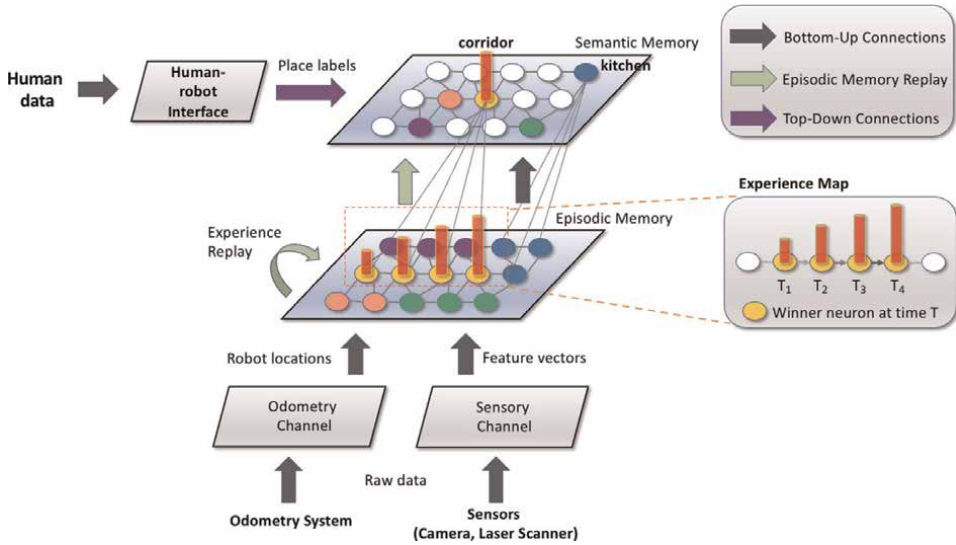 Human
data
Human-
robot
Interface
Place labels
corridor
Semantic Memory
kitchen
Bottom-Up Connections
Episodic Memory Replay
Top-Down Connections
Experience
Replay
Episodic Memory
Experience Map
T1 T2 T3 T4
Winner neuron at time T
Robot locations
Feature vectors
Odometry
Channel
Sensory
Channel
Raw data
Odometry System
Sensors
(Camera, Laser Scanner)